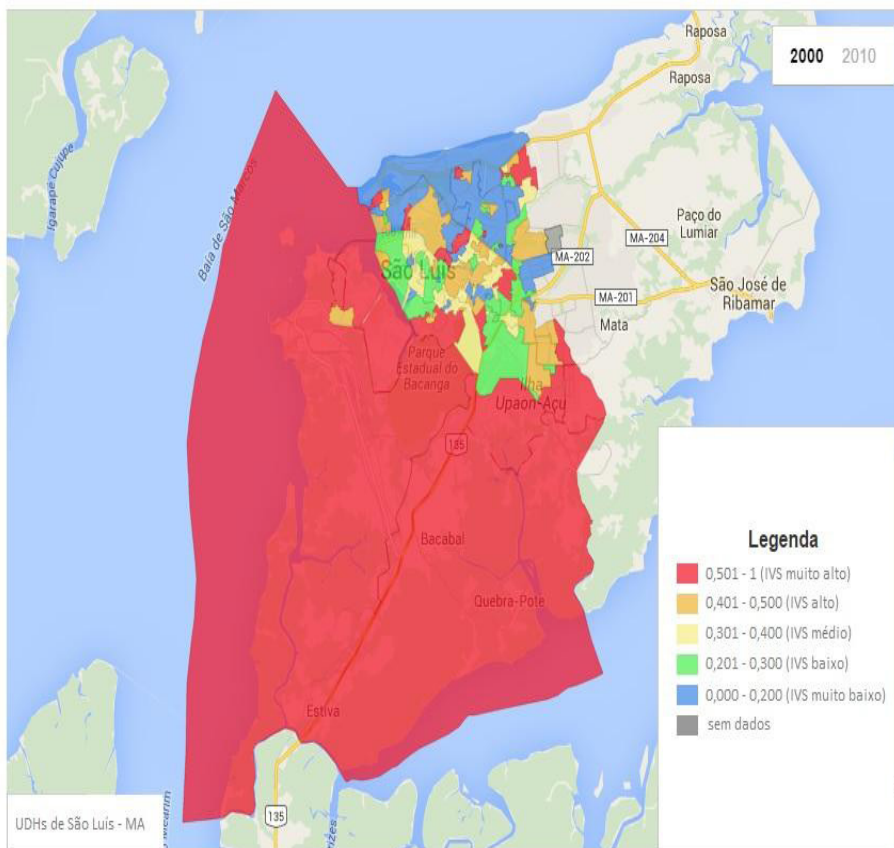 Raposa
2000 2010
Raposa
Igarapé Cujupe
Baía de São Marcos
Paço do
Lumiar
MA-204
MA-202
São Luís
São José de
Ribamar
MA-201
Mata
Parque
Estadual do
Bacanga
Ilha
Upaon-Açu
185
Bacabal
Quebra-Pote
Estiva
135
Legenda
0,501 - 1 (IVS muito alto)
0,401 - 0,500 (IVS alto)
0,301 - 0,400 (IVS médio)
0,201 - 0,300 (IVS baixo)
0,000 - 0,200 (IVS muito baixo)
sem dados
UDHs de São Luís - MA